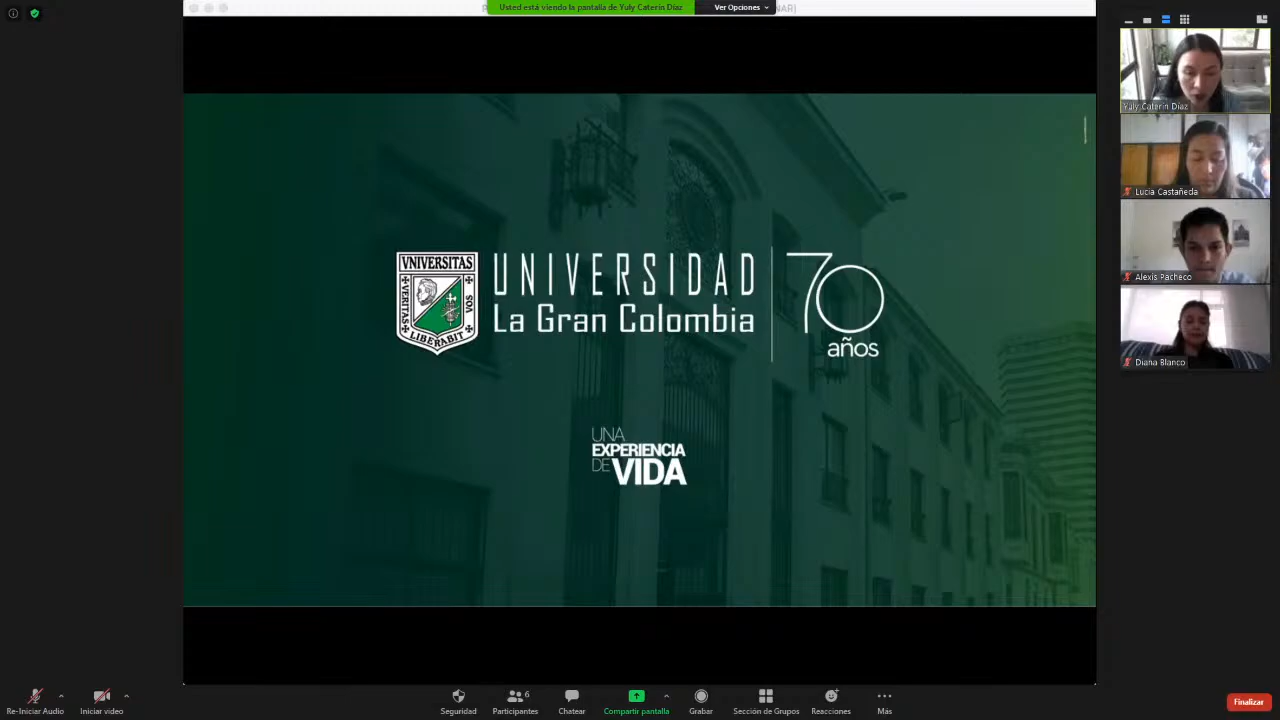 Usted está viendo la pantalla de Yuly Caterin Díaz
Ver Opciones
VNIVERSITAS
VERITAS
VOS
LIBERABIT
UNIVERSIDAD
La Gran Colombia
70
años
UNA
EXPERIENCIA
DE VIDA
Yuly Caterin Díaz
Lucia Castañeda
Alexis Pacheco
Diana Blanco
Re-Iniciar Audio
Iniciar video
Seguridad
6
Participantes
Chatear
Compartir pantalla
Grabar
Sección de Grupos
Reacciones
Más
Finalizar